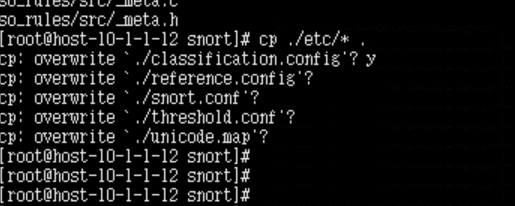 so_rules/src/_meta.c
so_rules/src/_meta.h
[root@host-10-1-1-12 snort]# cp ./etc/* .
cp: overwrite `./classification.config'? y
cp: overwrite `./reference.config'?
cp: overwrite `./snort.conf'?
cp: overwrite `./threshold.conf'?
cp: overwrite `./unicode.map'?
[root@host-10-1-1-12 snort]#
[root@host-10-1-1-12 snort]#
[root@host-10-1-1-12 snort]#